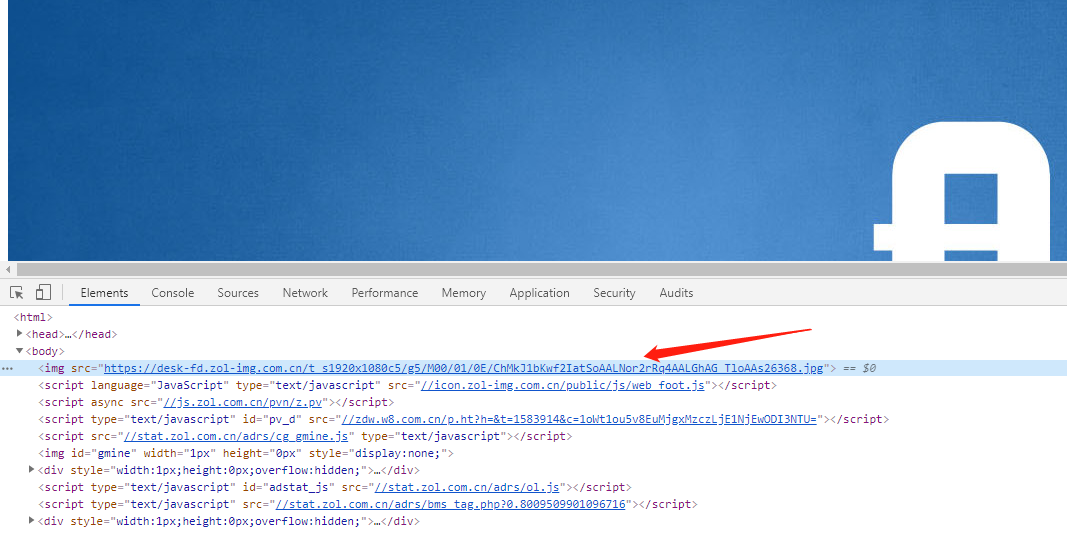 A
Elements Console Sources Network Performance Memory Application Security Audits
<html>
<head>…</head>
<body>
<img src="https://desk-fd.zol-img.com.cn/t_s1920x1080c5/g5/M00/01/0E/ChMkJ1bKwf2IatSoAALNor2rRq4AALGhAG_TloAAs26368.jpg"> == $0
<script language="JavaScript" type="text/javascript" src="//icon.zol-img.com.cn/public/js/web_foot.js"></script>
<script async src="//js.zol.com.cn/pvn/z.pv"></script>
<script type="text/javascript" id="pv_d" src="//zdw.w8.com.cn/p.ht?h=&t=1583914&c=1oWt1ou5v8EuMjgxMzczLjE1NjEwODI3NTU="></script>
<script src="//stat.zol.com.cn/adrs/cg_gmine.js" type="text/javascript"></script>
<img id="gmine" width="1px" height="0px" style="display:none;">
<div style="width:1px;height:0px;overflow:hidden;">…</div>
<script type="text/javascript" id="adstat_js" src="//stat.zol.com.cn/adrs/ol.js"></script>
<script type="text/javascript" src="//stat.zol.com.cn/adrs/bms_tag.php?0.8009509901096716"></script>
<div style="width:1px;height:0px;overflow:hidden;">…</div>